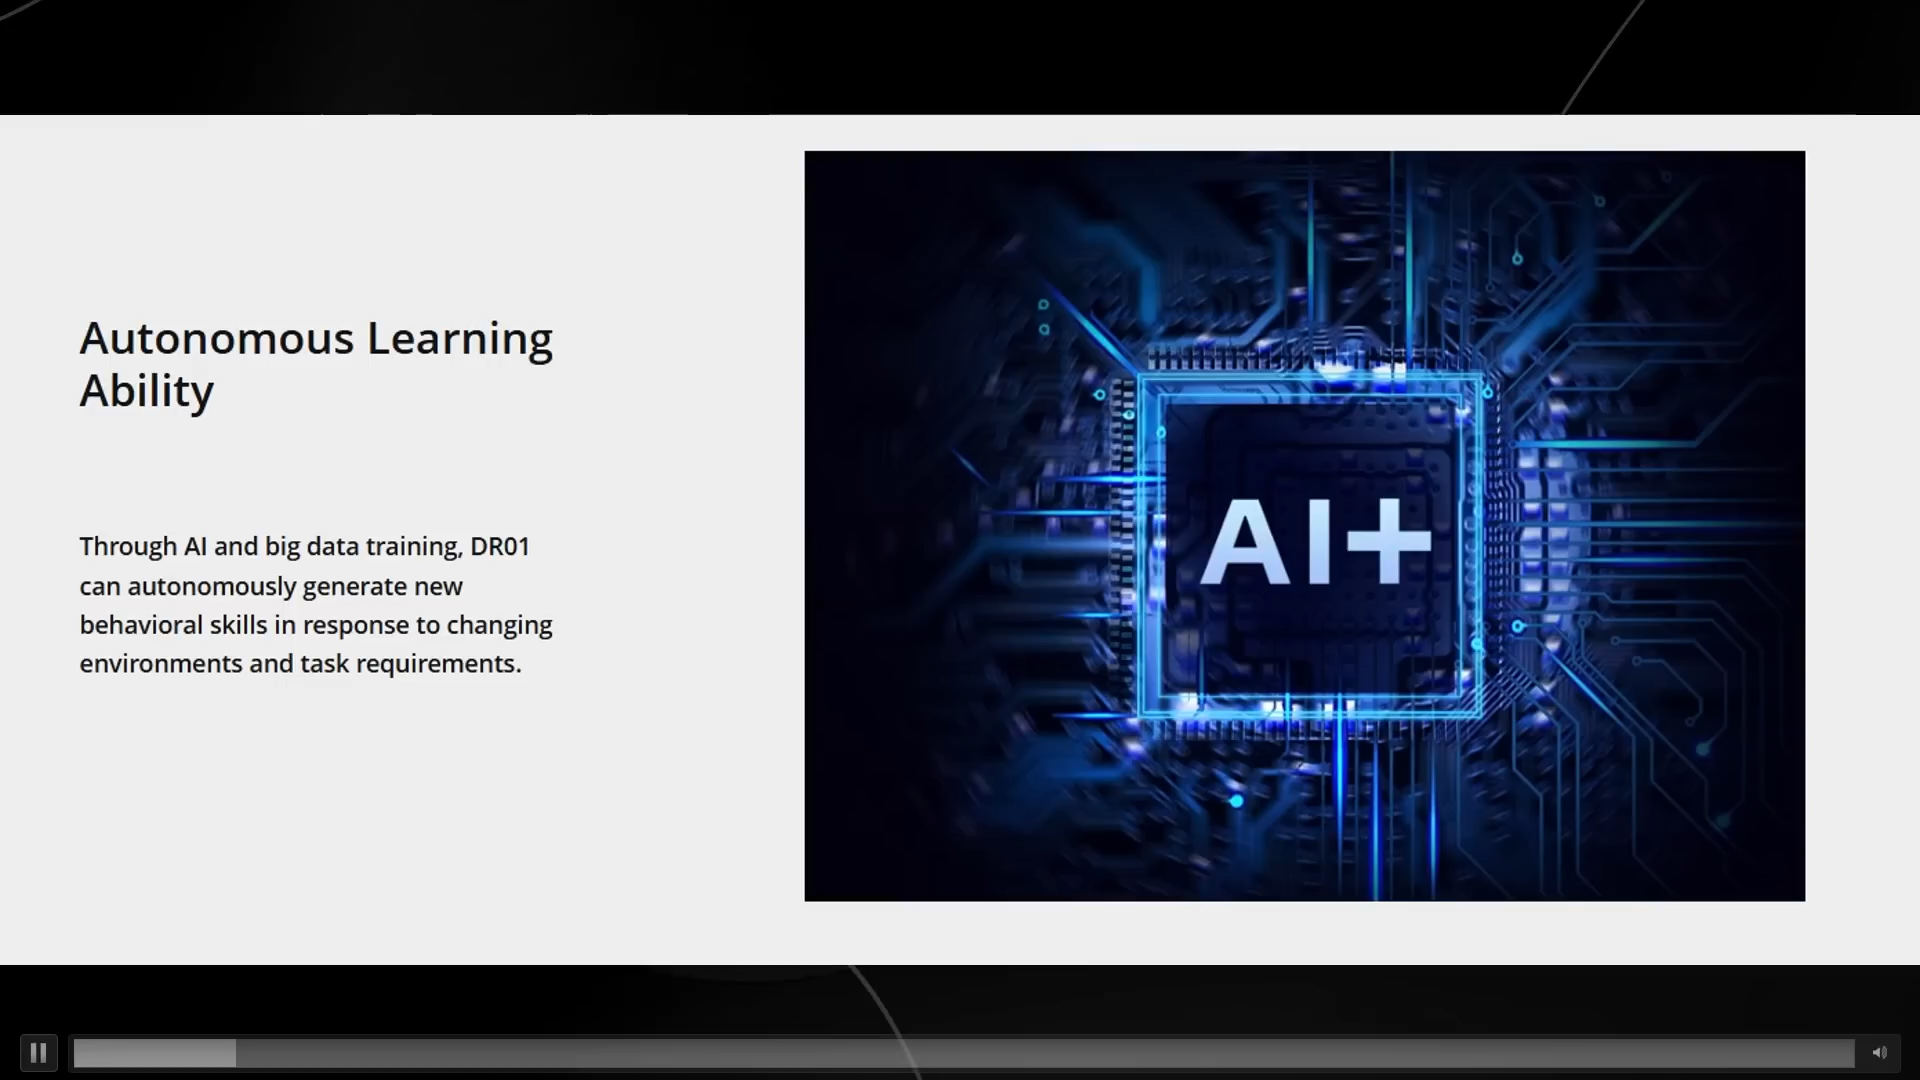 Autonomous Learning
Ability
Through AI and big data training, DR01
can autonomously generate new
behavioral skills in response to changing
environments and task requirements.
AI+